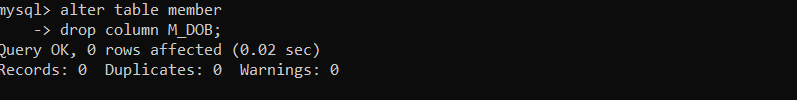 mysql> alter table member
    -> drop column M_DOB;
Query OK, 0 rows affected (0.02 sec)
Records: 0  Duplicates: 0  Warnings: 0